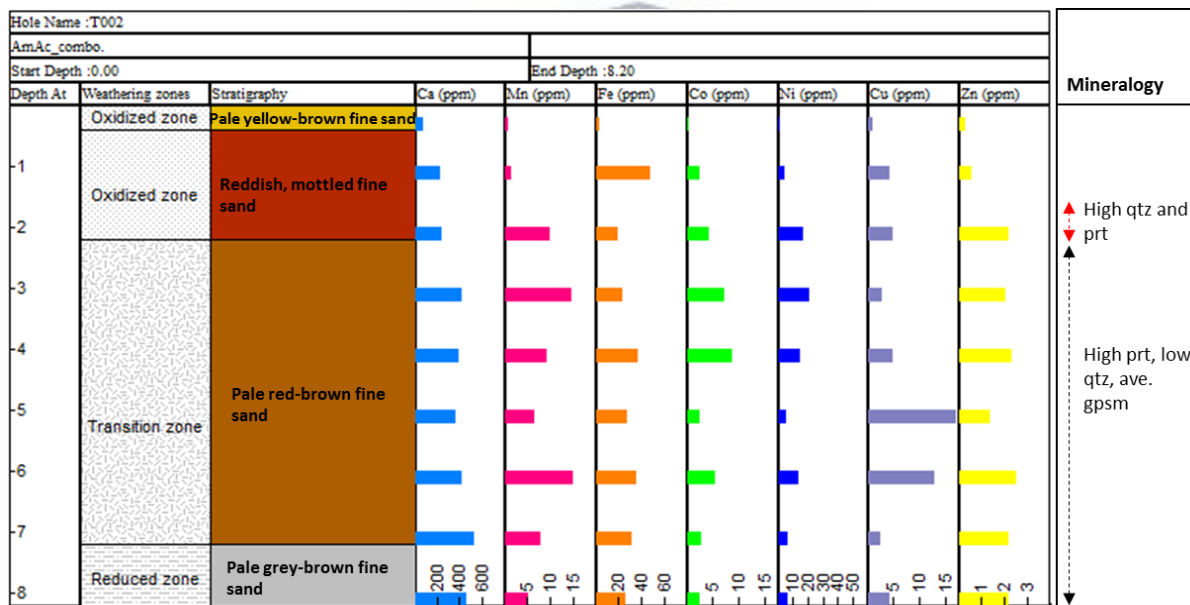 Hole Name :T002
AmAc_combo.
Start Depth :0.00 End Depth :8.20
Depth At Weathering zones Stratigraphy Ca (ppm) Mn (ppm) Fe (ppm) Co (ppm) Ni (ppm) Cu (ppm) Zn (ppm) Mineralogy
Oxidized zone Pale yellow-brown fine sand
-1
Oxidized zone
Reddish, mottled fine
sand
High qtz and
prt
-2
-3
-4
High prt, low
qtz, ave.
gpsm
Pale red-brown fine
sand
-5
Transition zone
-6
-7
Pale grey-brown fine
sand
Reduced zone
-8
200 400 600 5 10 15 20 40 60 5 10 15 10 20 30 40 50 5 10 15 1 2 3